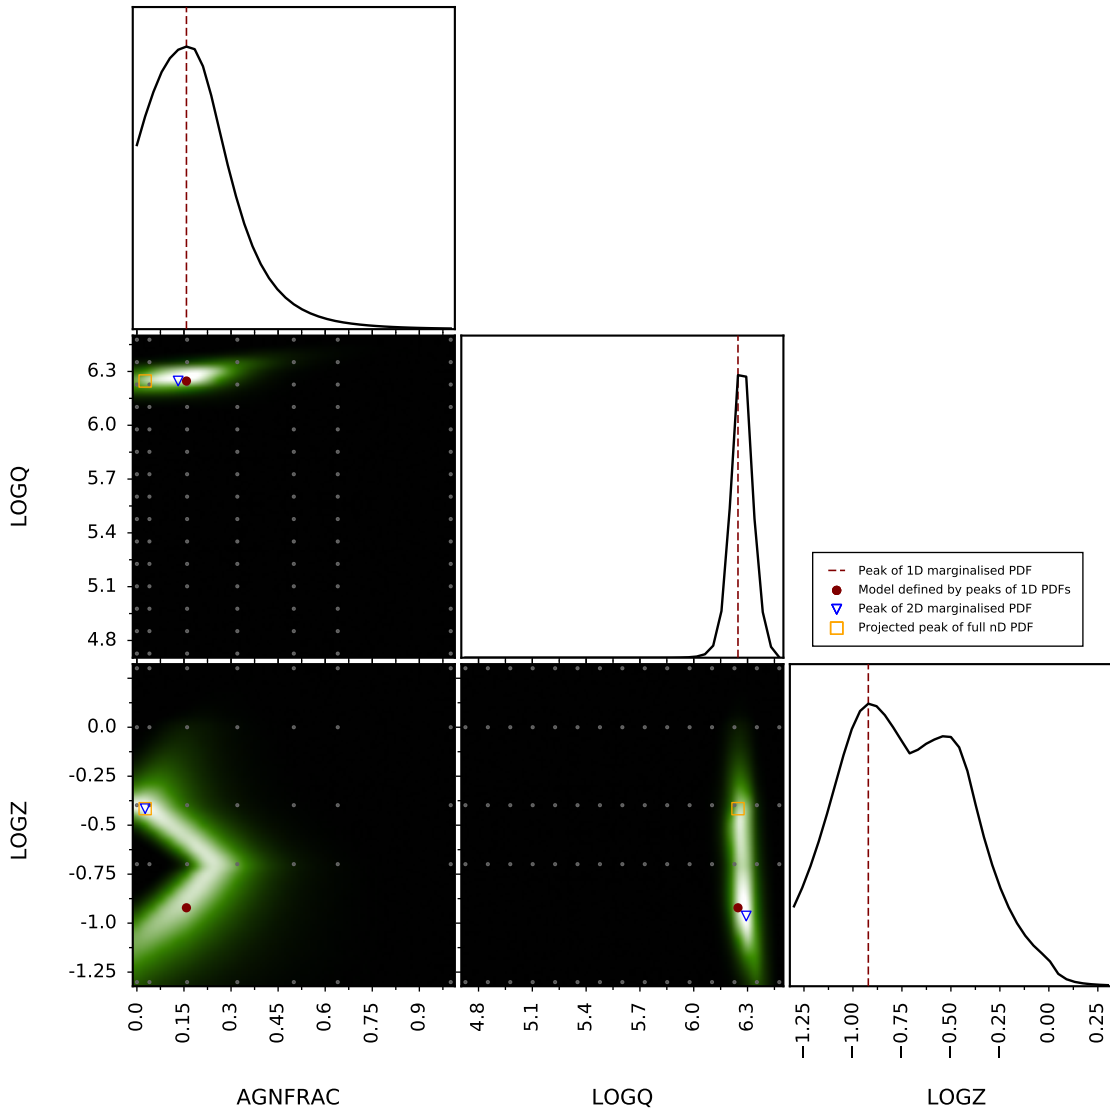 6.3
6.0
5.7
5.4
5.1
4.8
LOGQ
Peak of 1D marginalised PDF
Model defined by peaks of 1D PDFs
Peak of 2D marginalised PDF
Projected peak of full nD PDF
0.0
-0.25
-0.5
-0.75
-1.0
-1.25
LOGZ
0.0 0.15 0.3 0.45 0.6 0.75 0.9
4.8 5.1 5.4 5.7 6.0 6.3
−1.25 −1.00 −0.75 −0.50 −0.25 0.00 0.25
AGNFRAC LOGQ LOGZ